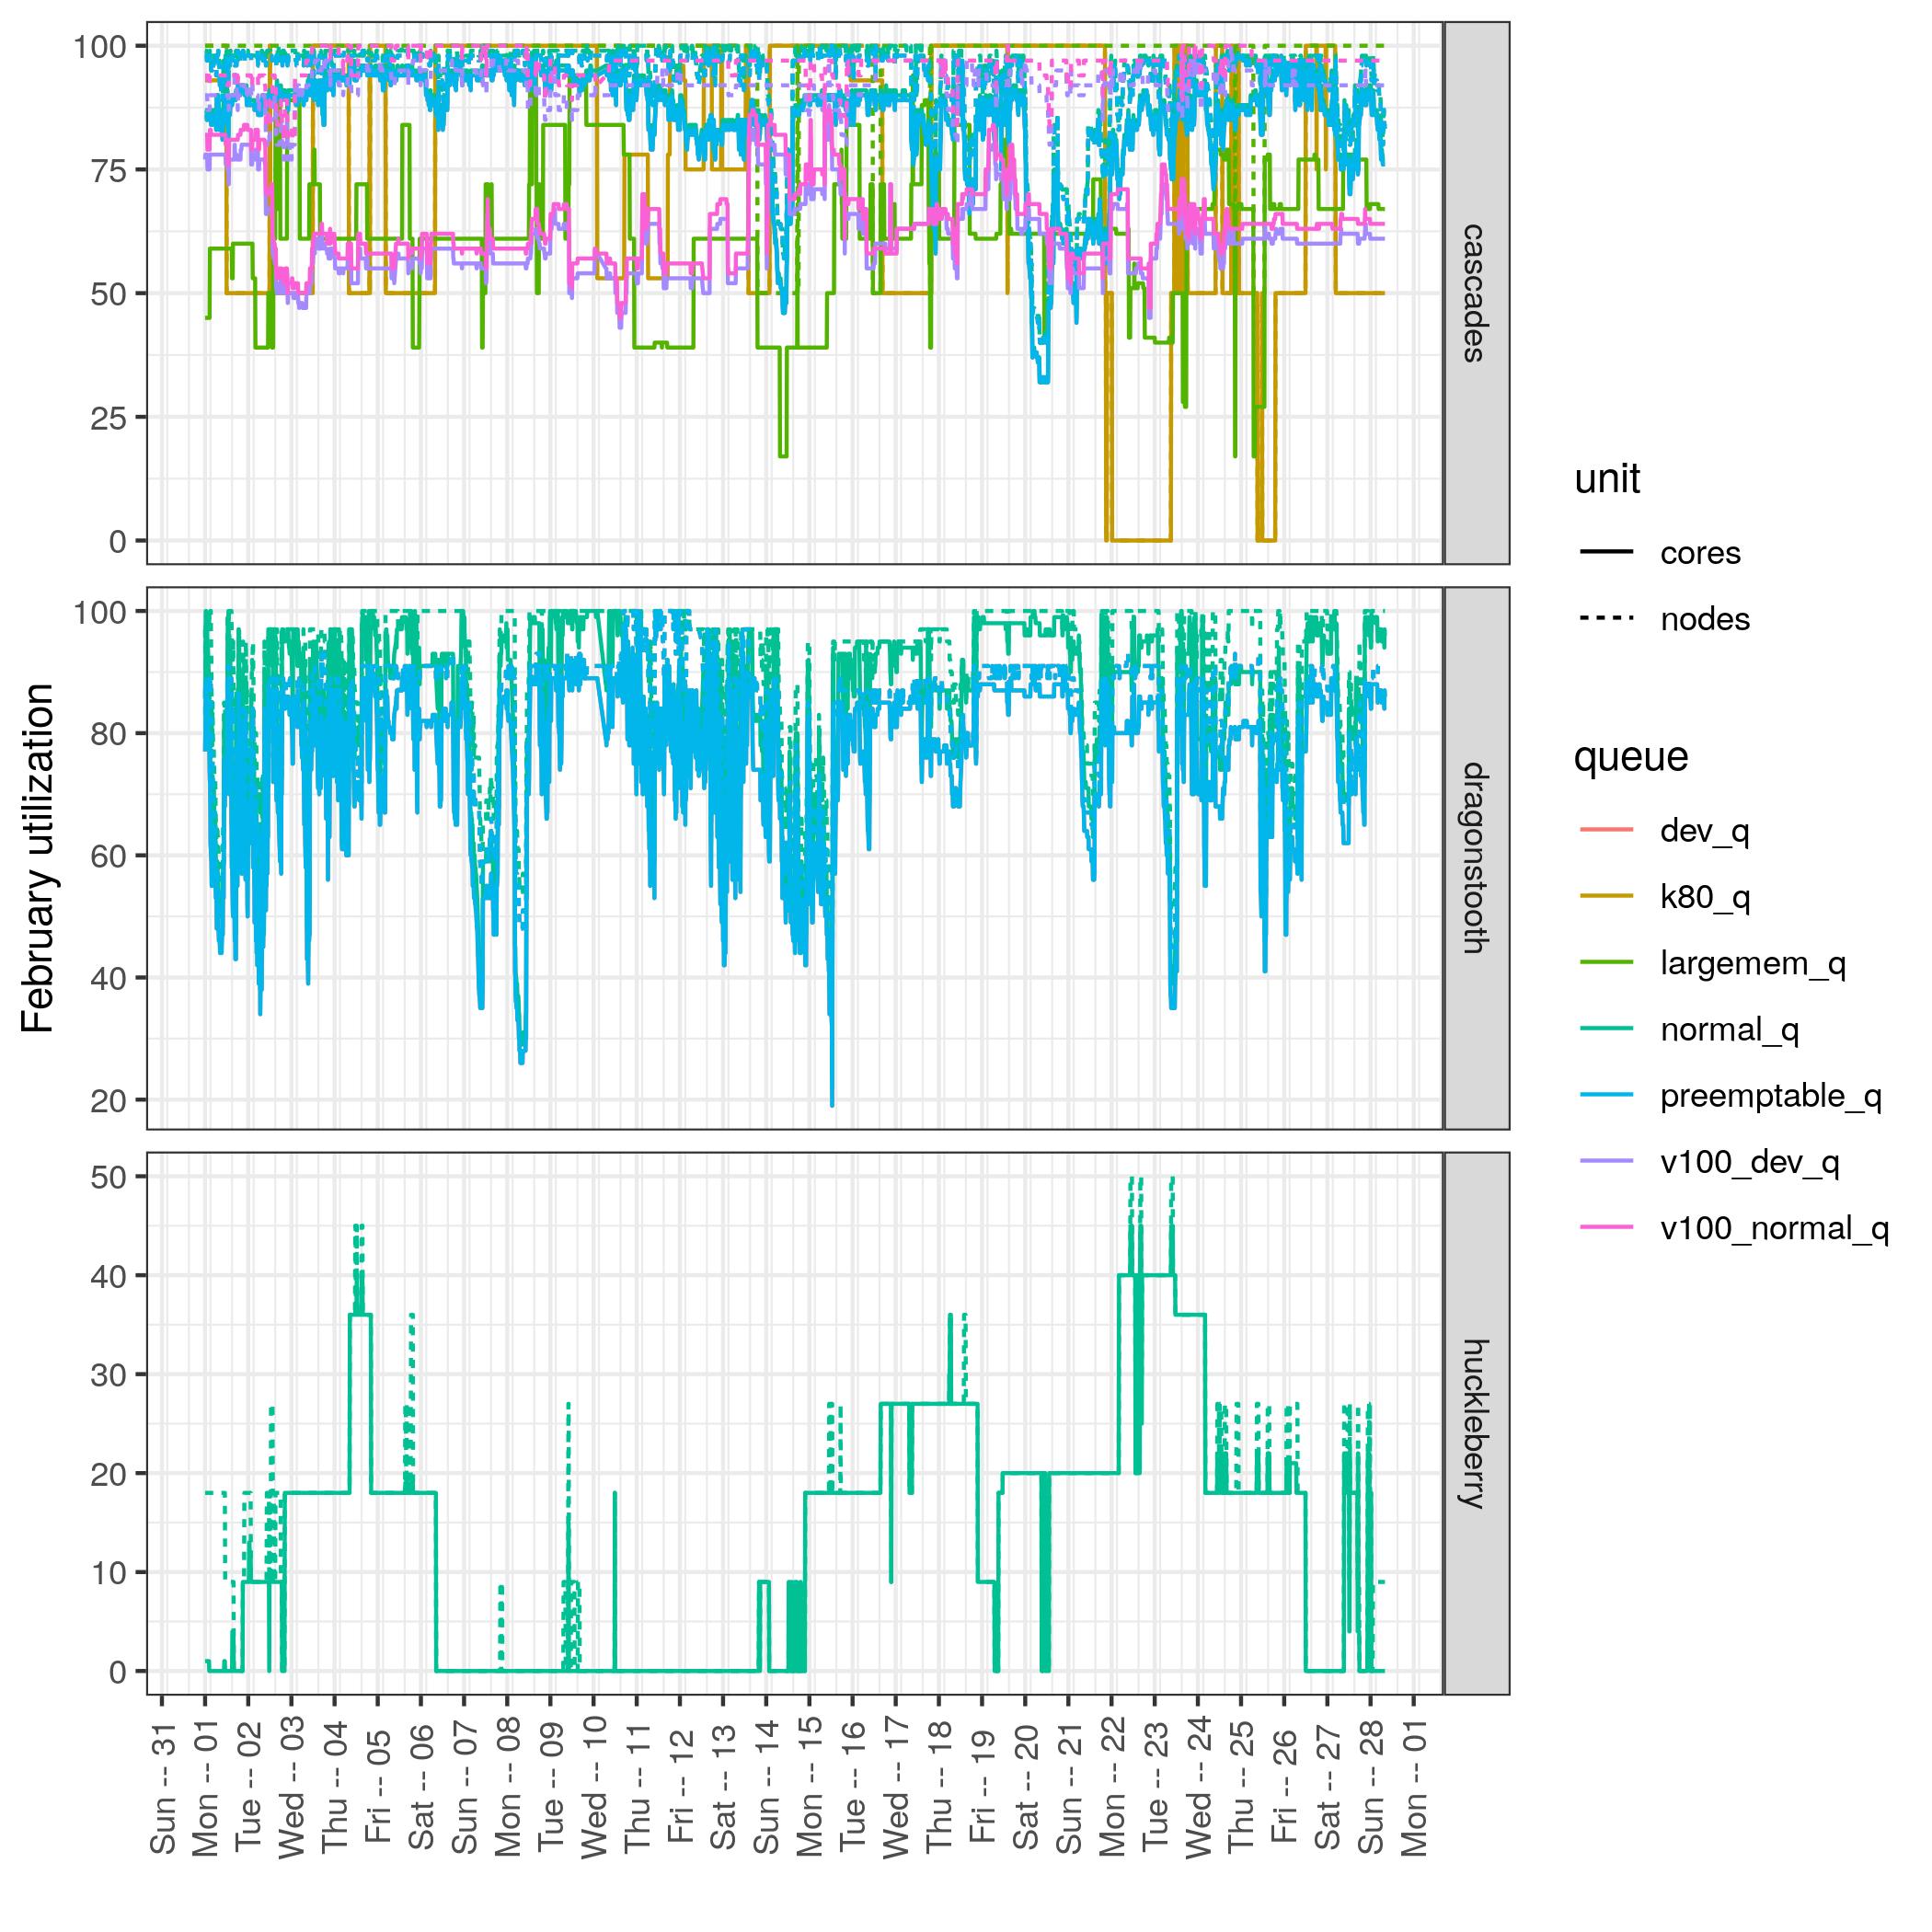 February utilization
100
75
50
25
0
cascades
100
80
60
40
20
dragonstooth
50
40
30
20
10
0
huckleberry
Sun -- 31
Mon -- 01
Tue -- 02
Wed -- 03
Thu -- 04
Fri -- 05
Sat -- 06
Sun -- 07
Mon -- 08
Tue -- 09
Wed -- 10
Thu -- 11
Fri -- 12
Sat -- 13
Sun -- 14
Mon -- 15
Tue -- 16
Wed -- 17
Thu -- 18
Fri -- 19
Sat -- 20
Sun -- 21
Mon -- 22
Tue -- 23
Wed -- 24
Thu -- 25
Fri -- 26
Sat -- 27
Sun -- 28
Mon -- 01
unit
cores
nodes
queue
dev_q
k80_q
largemem_q
normal_q
preemptable_q
v100_dev_q
v100_normal_q